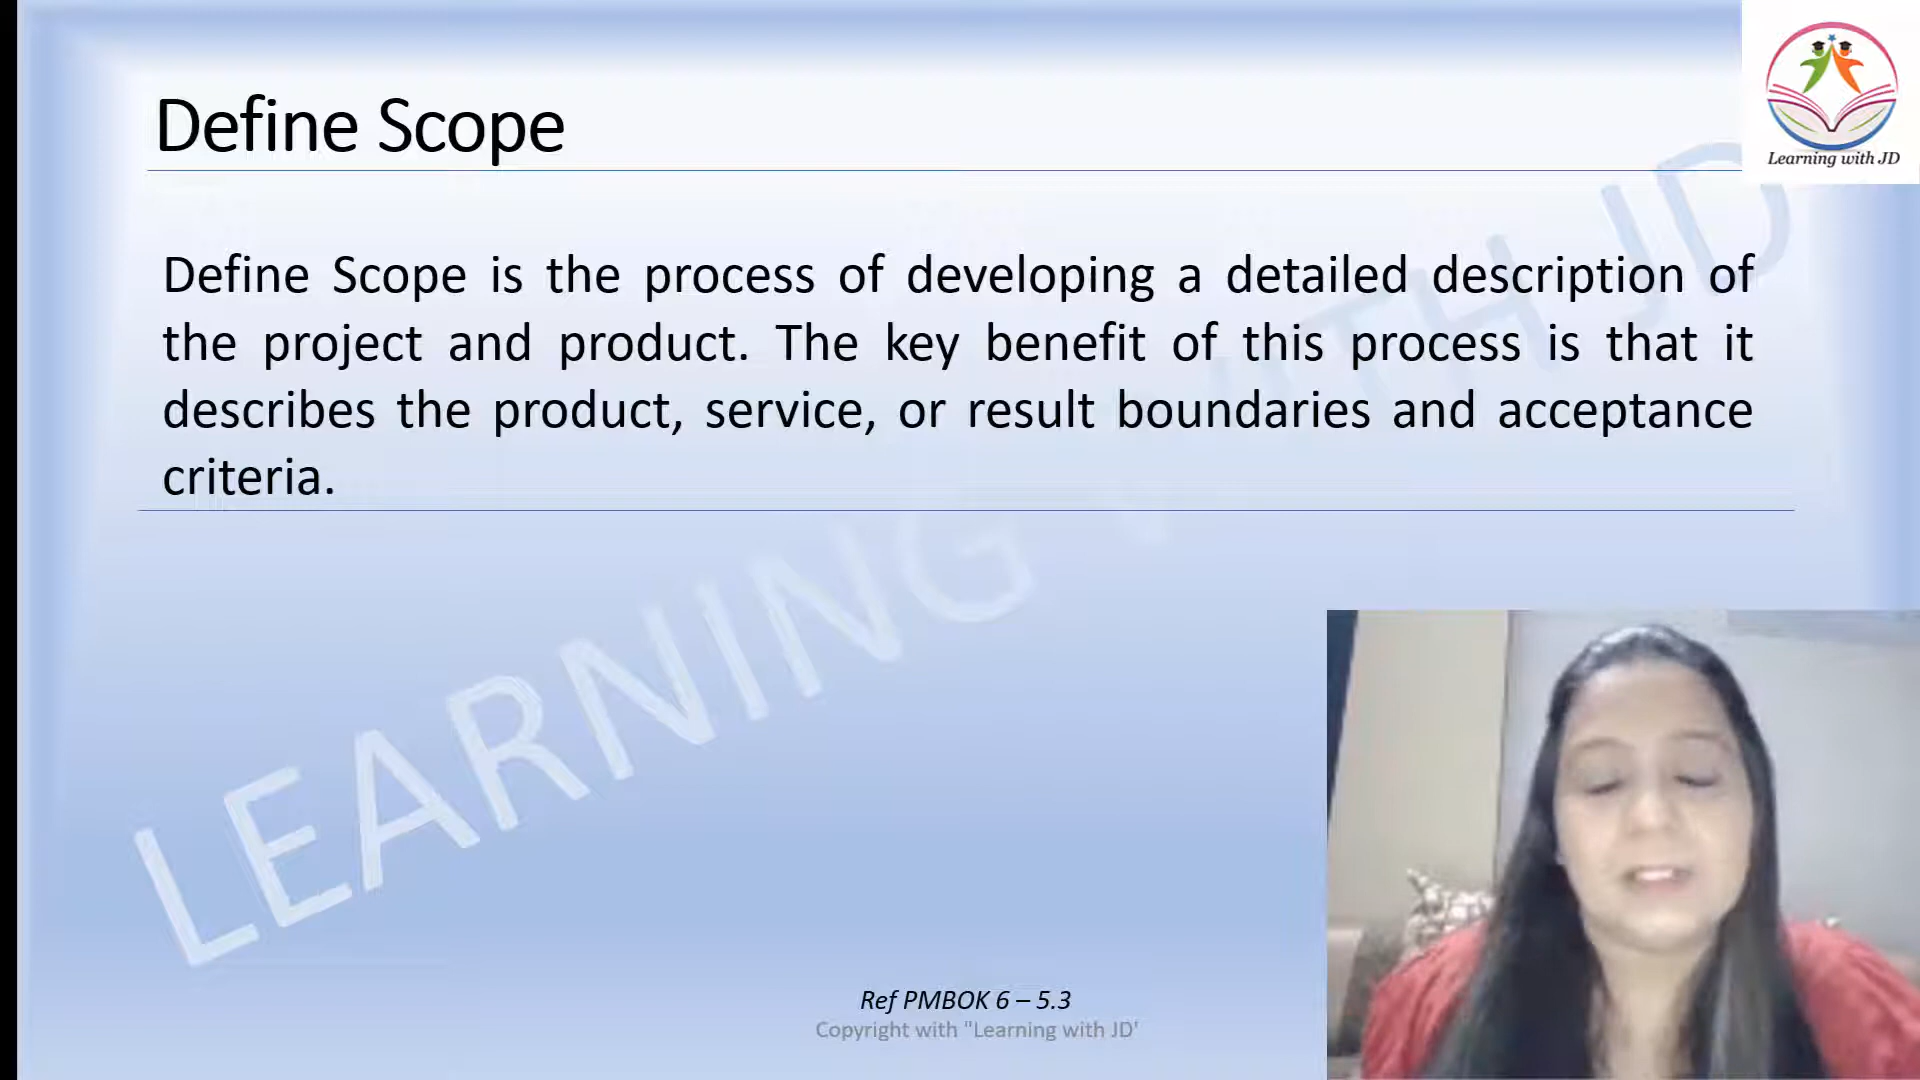 Define Scope
Learning with JD
Define Scope is the process of developing a detailed description of
the project and product. The key benefit of this process is that it
describes the product, service, or result boundaries and acceptance
criteria.
LEARNING WITH JD
Ref PMBOK 6 – 5.3
Copyright with "Learning with JD'